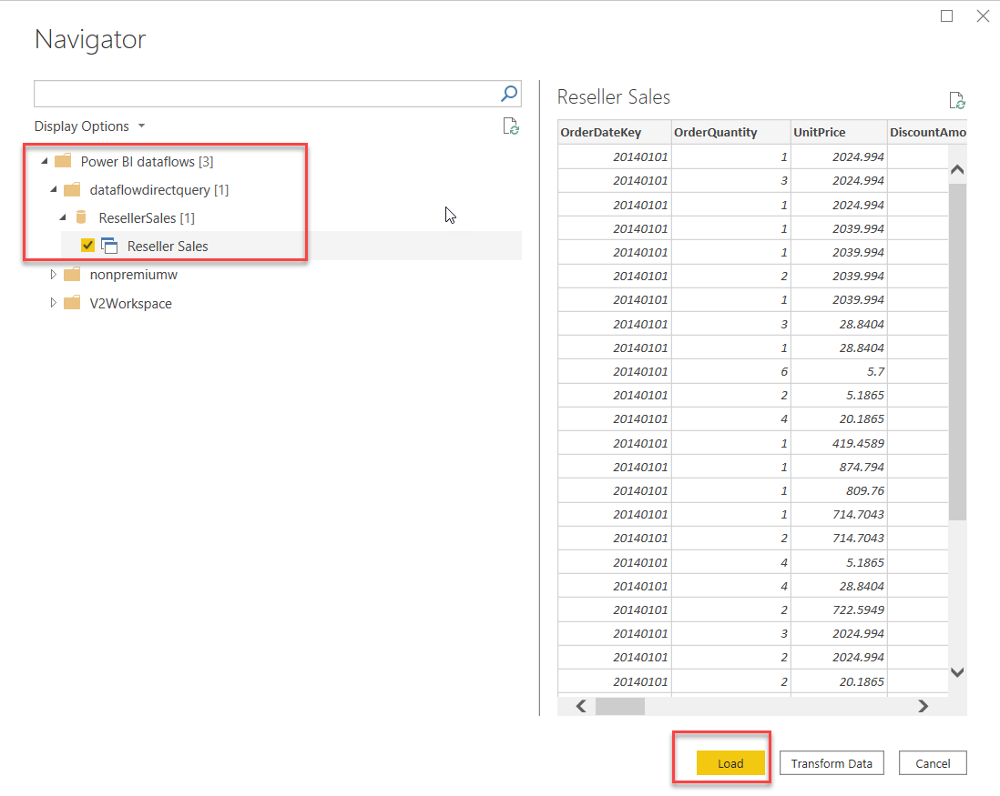 Navigator
Display Options
Power BI dataflows [3]
dataflowdirectquery [1]
ResellerSales [1]
Reseller Sales
nonpremiumw
V2Workspace
Reseller Sales
OrderDateKey OrderQuantity UnitPrice DiscountAmo
20140101 1 2024.994
20140101 3 2024.994
20140101 1 2024.994
20140101 1 2039.994
20140101 1 2039.994
20140101 2 2039.994
20140101 1 2039.994
20140101 3 28.8404
20140101 1 28.8404
20140101 6 5.7
20140101 2 5.1865
20140101 4 20.1865
20140101 1 419.4589
20140101 1 874.794
20140101 1 809.76
20140101 1 714.7043
20140101 2 714.7043
20140101 4 5.1865
20140101 4 28.8404
20140101 2 722.5949
20140101 3 2024.994
20140101 2 2024.994
20140101 2 20.1865
Load Transform Data Cancel